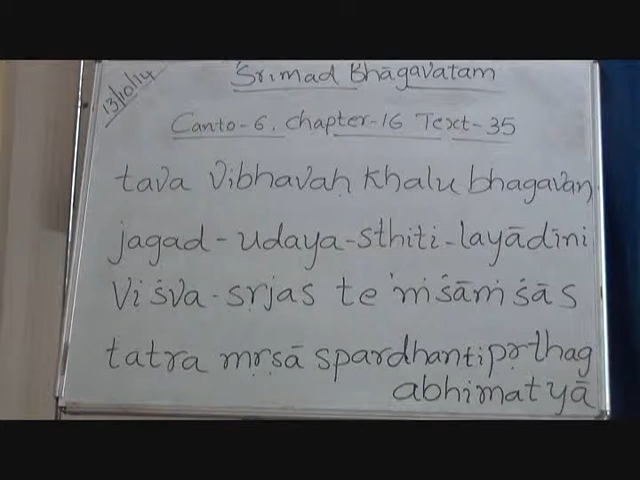 13/10/14
Srimad Bhāgavatam
Canto-6. Chapter-16 Text-35
tava vibhavaḥ khalu bhagavan
jagad-udaya-sthiti-layādīni
viśva-sṛjas te 'ṁśāṁśās
tatra mṛṣā spardhanti pṛthag
abhimatyā